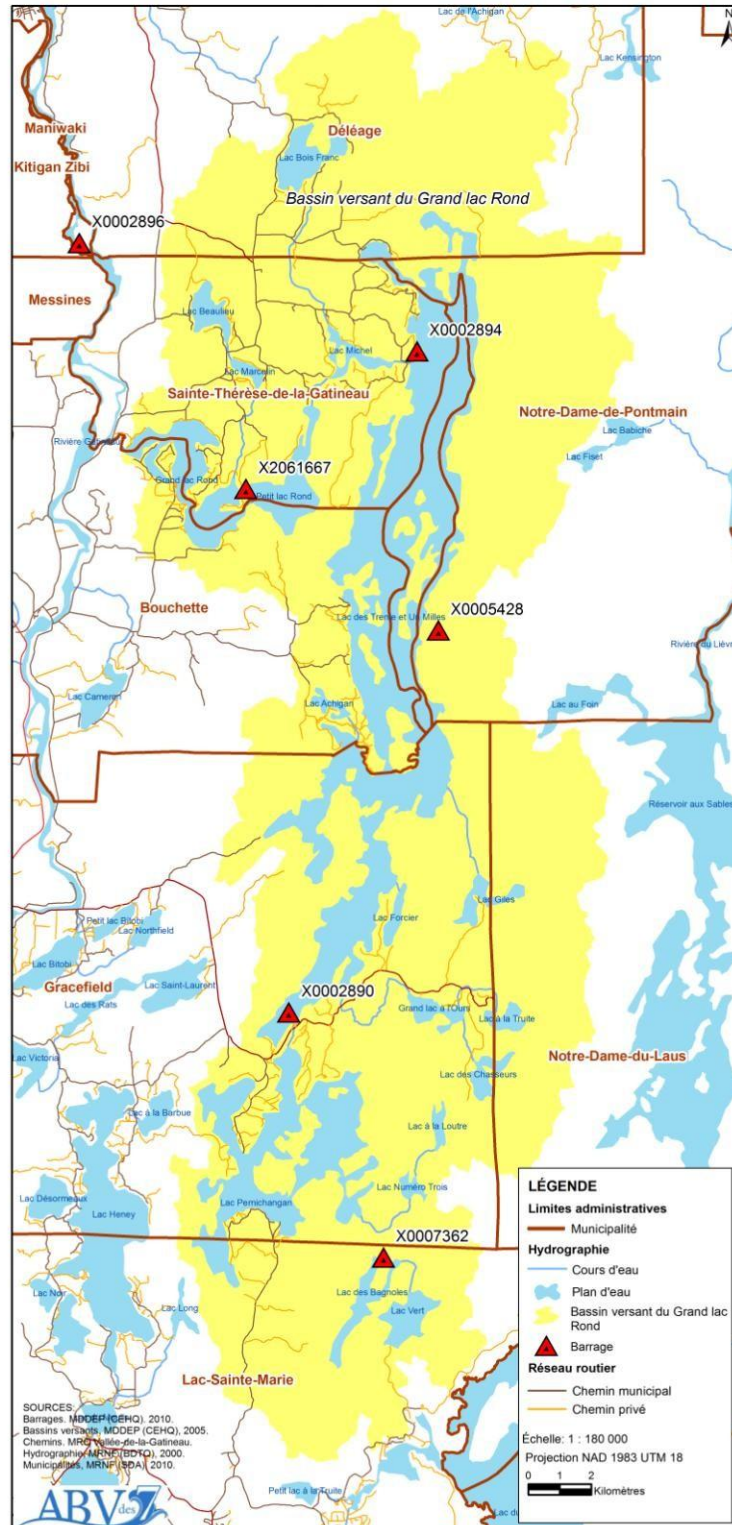 Lac de l'Achigan
N
Lac Kensington
Maniwaki
Déléage
Kitigan Zibi
Lac Bois Franc
Bassin versant du Grand lac Rond
X0002896
Messines
Lac Beaulieu
X0002894
Lac Michel
Lac Marcelin
Sainte-Thérèse-de-la-Gatineau
Notre-Dame-de-Pontmain
Lac Babiche
Rivière
Lac Fiset
X2061667
Grand lac Rond
Petit lac Rond
Bouchette
X0005428
Lac des Trente et Un Milles
Rivière du Lièvre
Lac Cameron
Lac Achigan
Lac au Foin
Réservoir aux Sables
Lac Giles
Petit lac Bitobi
Lac Northfield
Lac Forcier
Lac Bitobi
Gracefield
Lac Saint-Laurent
X0002890
Lac des Rats
Grand lac à l'Ours
Lac à la Truite
Lac Victoria
Notre-Dame-du-Laus
Lac des Chasseurs
Lac à la Barbue
Lac à la Loutre
Lac Désormeaux
Lac Heney
Lac Pemichangan
Lac Numéro Trois
X0007362
Lac des Bagnoles
Lac Noir
Lac Long
Lac Vert
Lac-Sainte-Marie
Petit lac à la Truite
Lac du
LÉGENDE
Limites administratives
Municipalité
Hydrographie
Cours d'eau
Plan d'eau
Bassin versant du Grand lac
Rond
Barrage
Réseau routier
Chemin municipal
Chemin privé
Échelle: 1 : 180 000
Projection NAD 1983 UTM 18
0 1 2
Kilomètres
SOURCES:
Barrages. MDDEP (CEHQ). 2010.
Bassins versants, MDDEP (CEHQ), 2005.
Chemins. MRC Vallée-de-la-Gatineau.
Hydrographie, MRNF (BDTQ), 2000.
Municipalités, MRNF (SDA), 2010.
ABV des 7